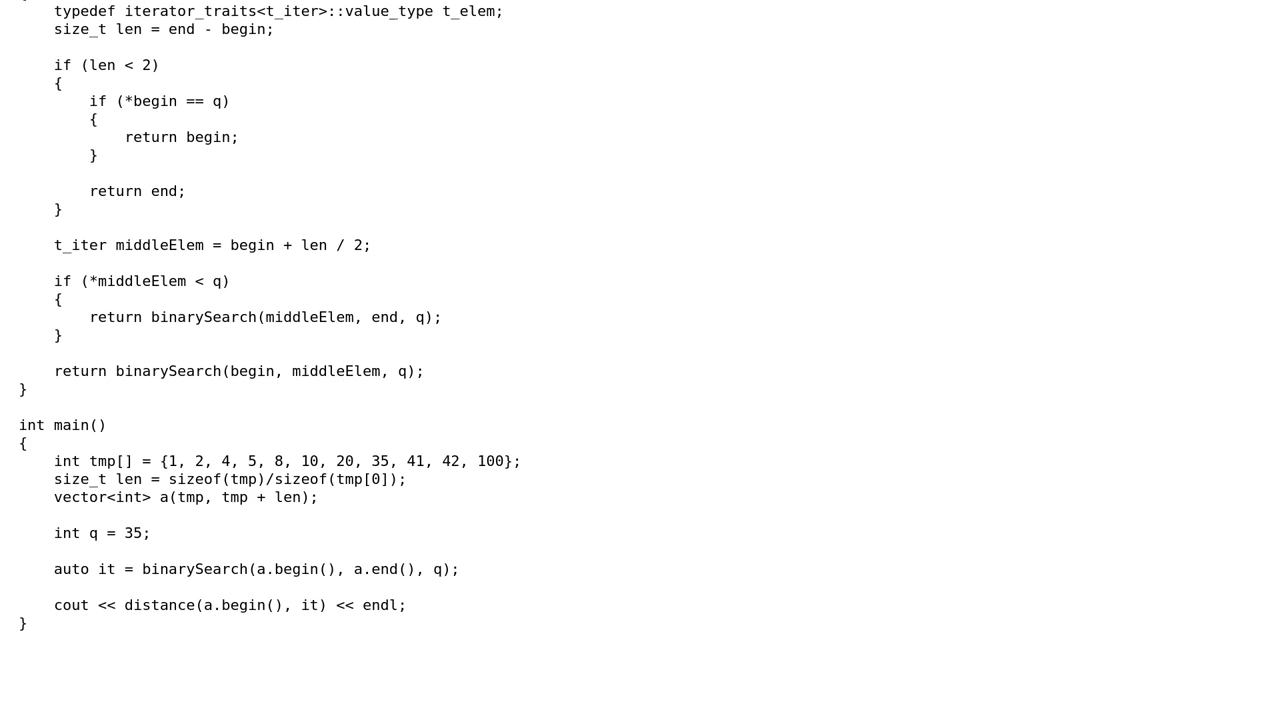 typedef iterator_traits<t_iter>::value_type t_elem;
    size_t len = end - begin;

    if (len < 2)
    {
        if (*begin == q)
        {
            return begin;
        }

        return end;
    }

    t_iter middleElem = begin + len / 2;

    if (*middleElem < q)
    {
        return binarySearch(middleElem, end, q);
    }

    return binarySearch(begin, middleElem, q);
}

int main()
{
    int tmp[] = {1, 2, 4, 5, 8, 10, 20, 35, 41, 42, 100};
    size_t len = sizeof(tmp)/sizeof(tmp[0]);
    vector<int> a(tmp, tmp + len);

    int q = 35;

    auto it = binarySearch(a.begin(), a.end(), q);

    cout << distance(a.begin(), it) << endl;
}